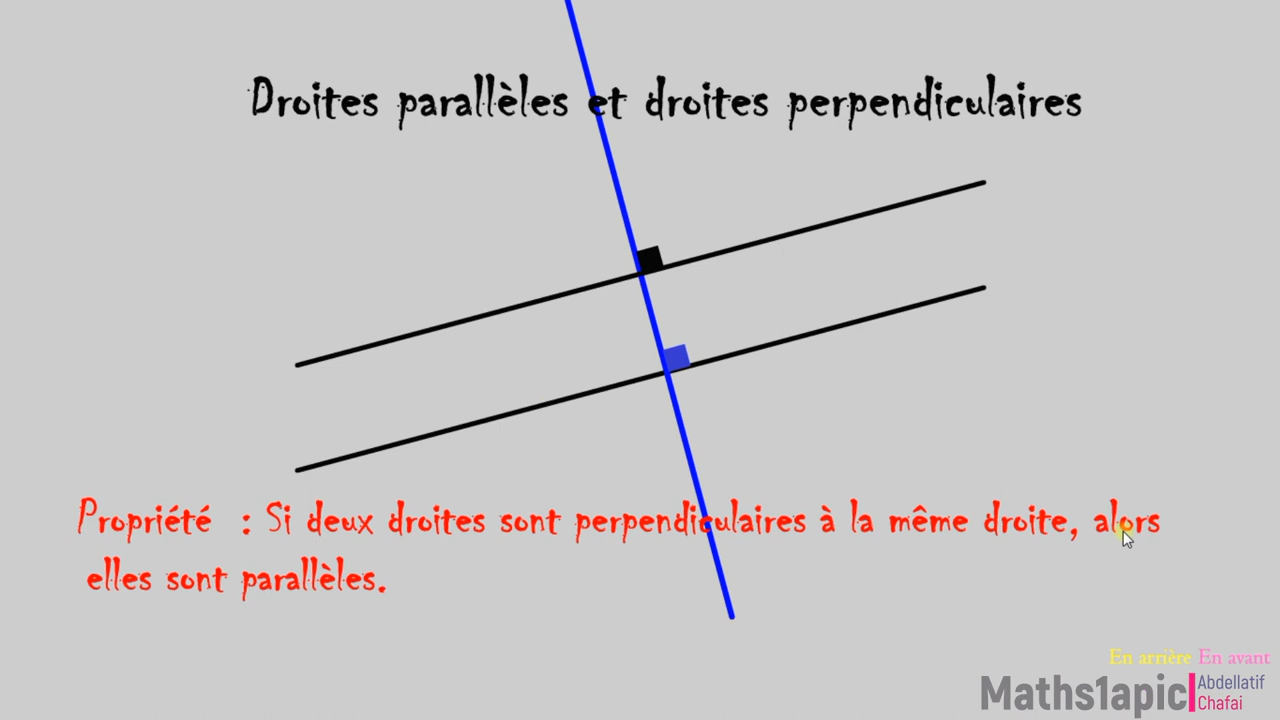 Droites parallèles et droites perpendiculaires
Propriété : Si deux droites sont perpendiculaires à la même droite, alors
elles sont parallèles.
En arrière En avant
Maths1apic
Abdellatif
Chafai